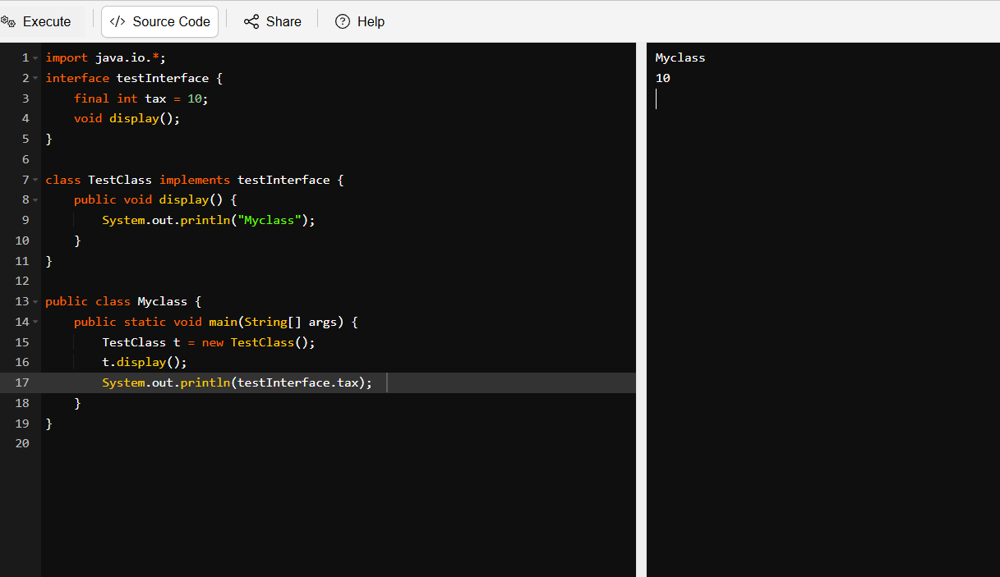 Execute </> Source Code Share ? Help
1 import java.io.*;
2 interface testInterface {
3     final int tax = 10;
4     void display();
5 }
6
7 class TestClass implements testInterface {
8     public void display() {
9         System.out.println("Myclass");
10     }
11 }
12
13 public class Myclass {
14     public static void main(String[] args) {
15         TestClass t = new TestClass();
16         t.display();
17         System.out.println(testInterface.tax);
18     }
19 }
20
Myclass
10